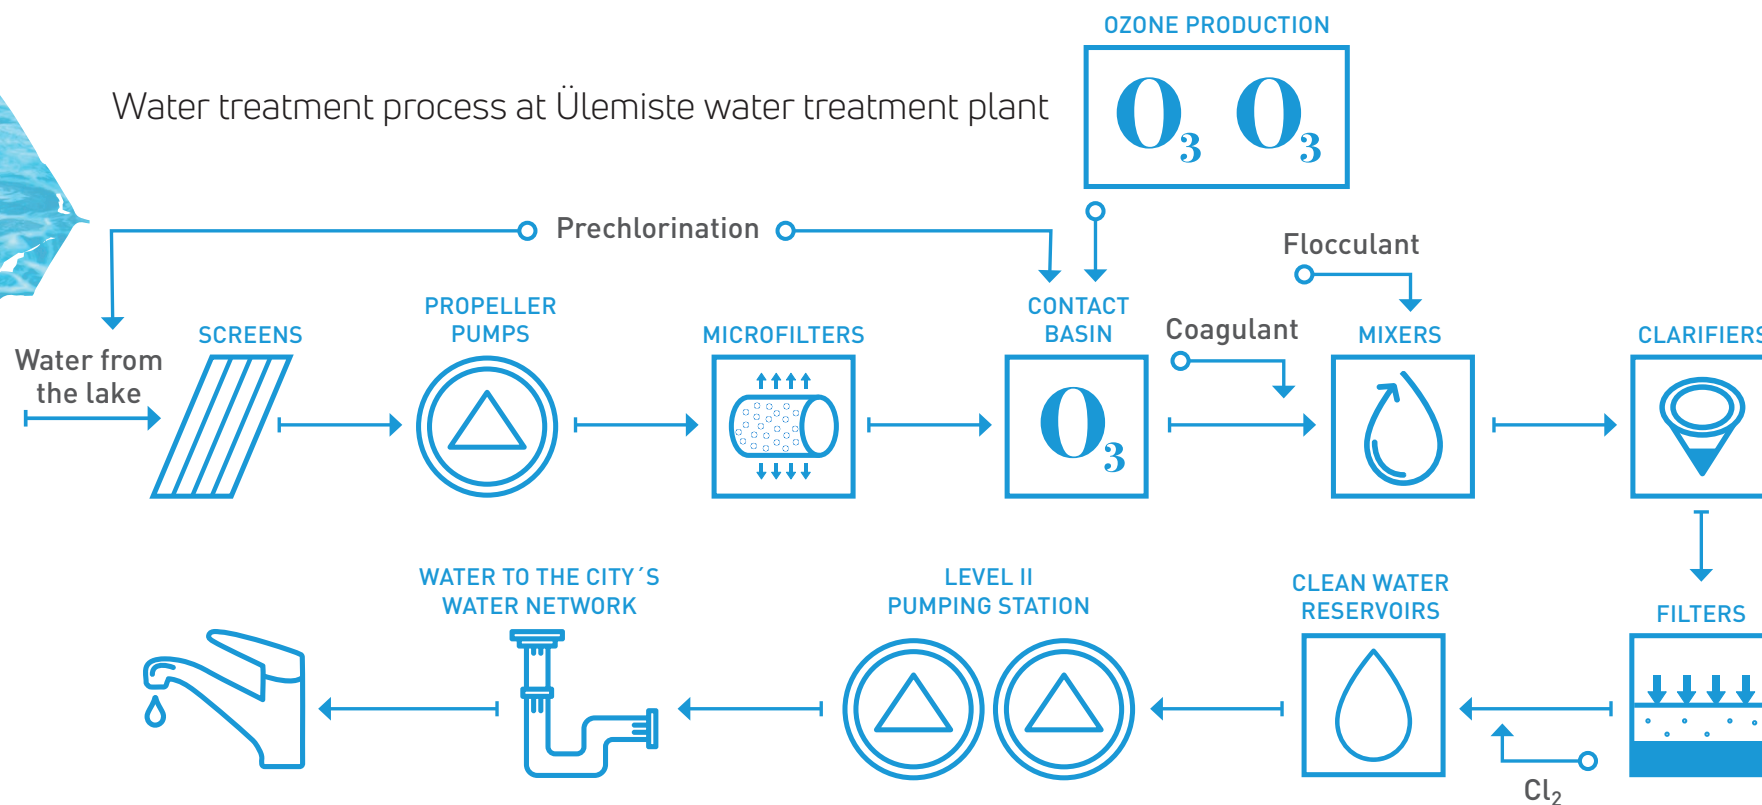 OZONE PRODUCTION
O₃ O₃
Water treatment process at Ülemiste water treatment plant
Prechlorination
Flocculant
Coagulant
Water from
the lake
SCREENS
PROPELLER
PUMPS
MICROFILTERS
CONTACT
BASIN
O₃
MIXERS
CLARIFIERS
FILTERS
Cl₂
CLEAN WATER
RESERVOIRS
LEVEL II
PUMPING STATION
WATER TO THE CITY´S
WATER NETWORK